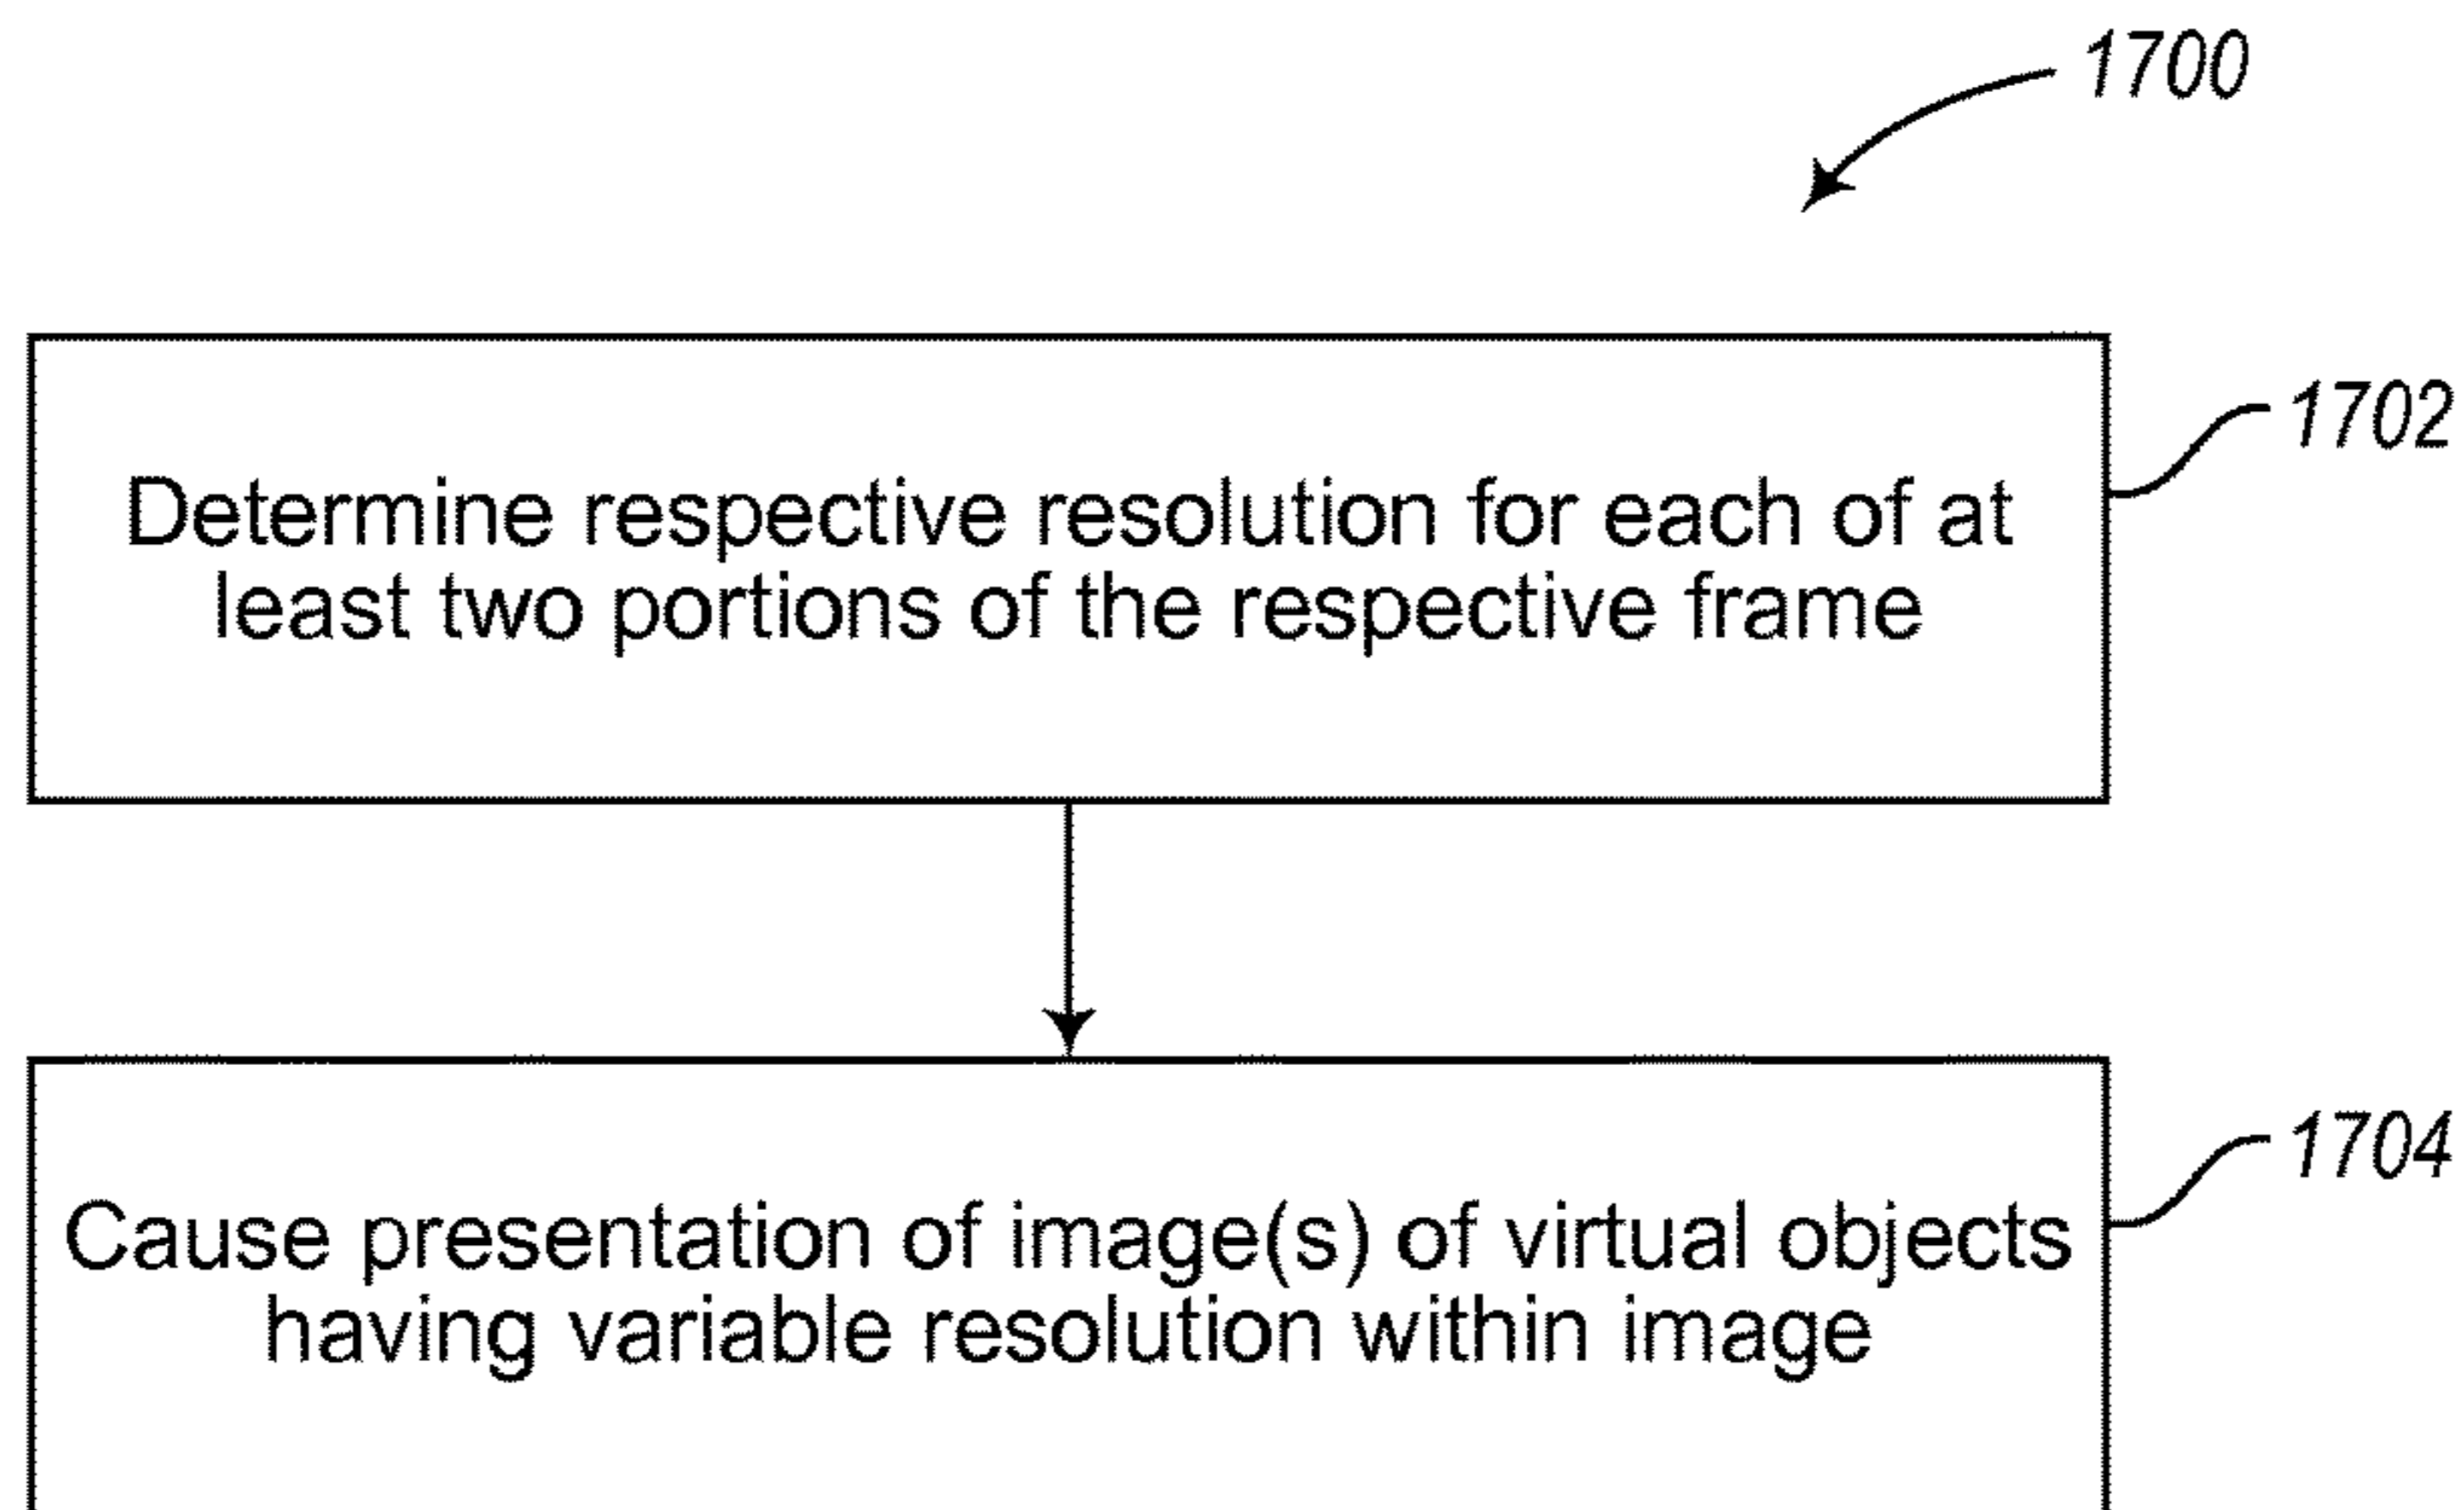 1700
1702
Determine respective resolution for each of at
least two portions of the respective frame
1704
Cause presentation of image(s) of virtual objects
having variable resolution within image